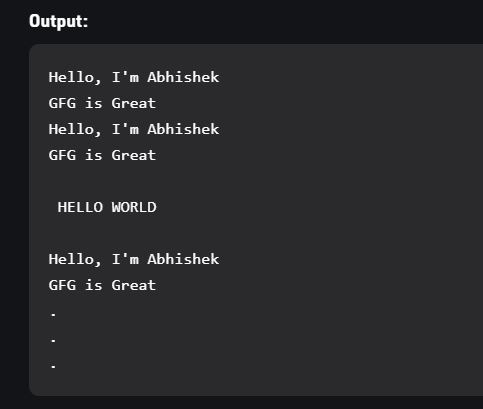 Output:
Hello, I'm Abhishek
GFG is Great
Hello, I'm Abhishek
GFG is Great
HELLO WORLD
Hello, I'm Abhishek
GFG is Great
.
.
.